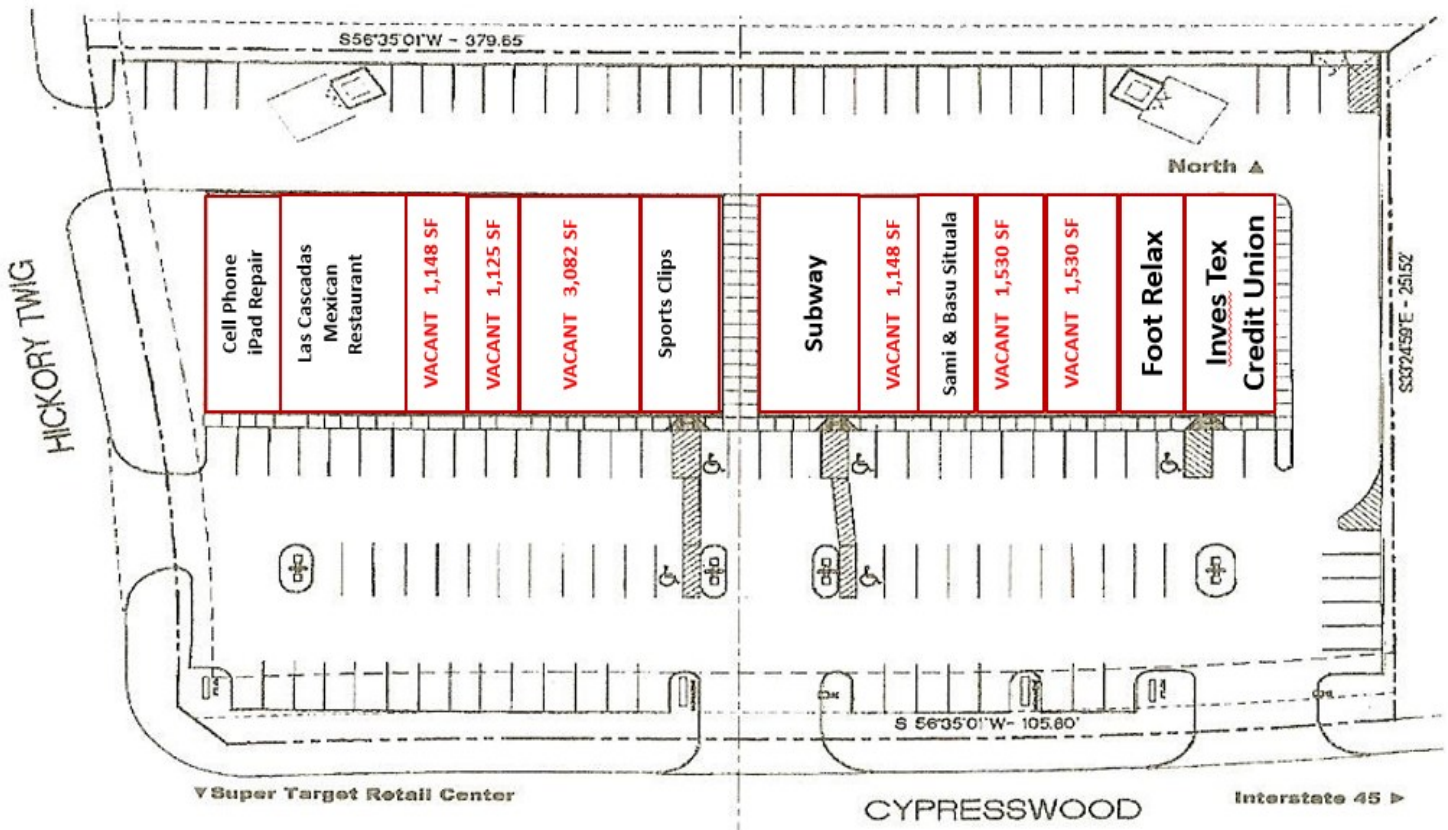 S56°35'01"W - 379.65
North
HICKORY TWIG
Cell Phone
iPad Repair
Las Cascadas
Mexican
Restaurant
VACANT 1,148 SF
VACANT 1,125 SF
VACANT 3,082 SF
Sports Clips
Subway
VACANT 1,148 SF
Sami & Basu Situala
VACANT 1,530 SF
VACANT 1,530 SF
Foot Relax
Inves Tex
Credit Union
S33°24'59"E - 251.52'
S 56°35'01"W- 105.80'
Super Target Retail Center
CYPRESSWOOD
Interstate 45